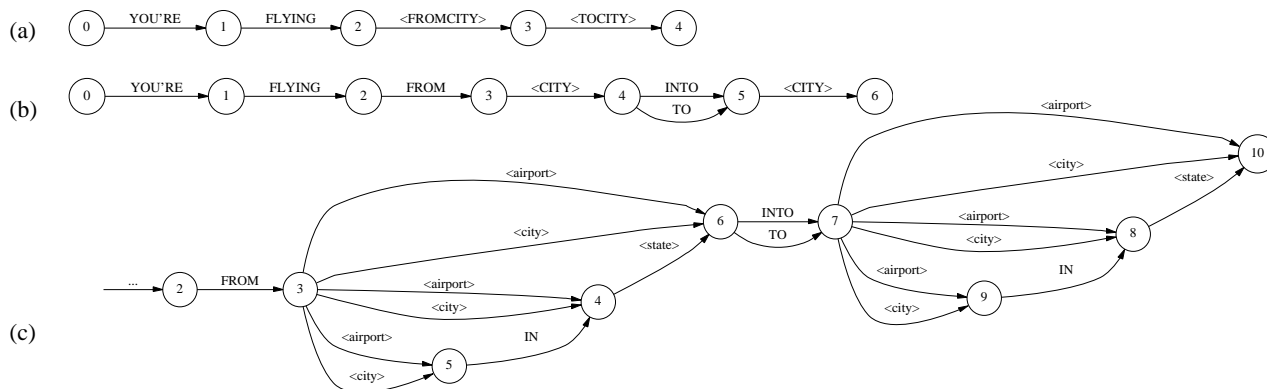 (a) 0 YOU'RE 1 FLYING 2 <FROMCITY> 3 <TOCITY> 4
(b) 0 YOU'RE 1 FLYING 2 FROM 3 <CITY> 4 INTO 5 <CITY> 6
TO
<airport>
10
<city>
<airport>
<state>
6 INTO 7 <airport> 8
TO
<city>
<city>
<state>
<airport>
IN
... 2 FROM 3 <airport> 4
9
<city>
<city>
(c)
<airport>
IN
5
<city>